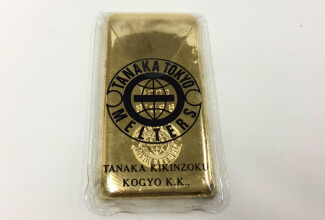 TANAKA TOKYO
MELTERS
TANAKA KIKINZOKU
KOGYO K.K.,